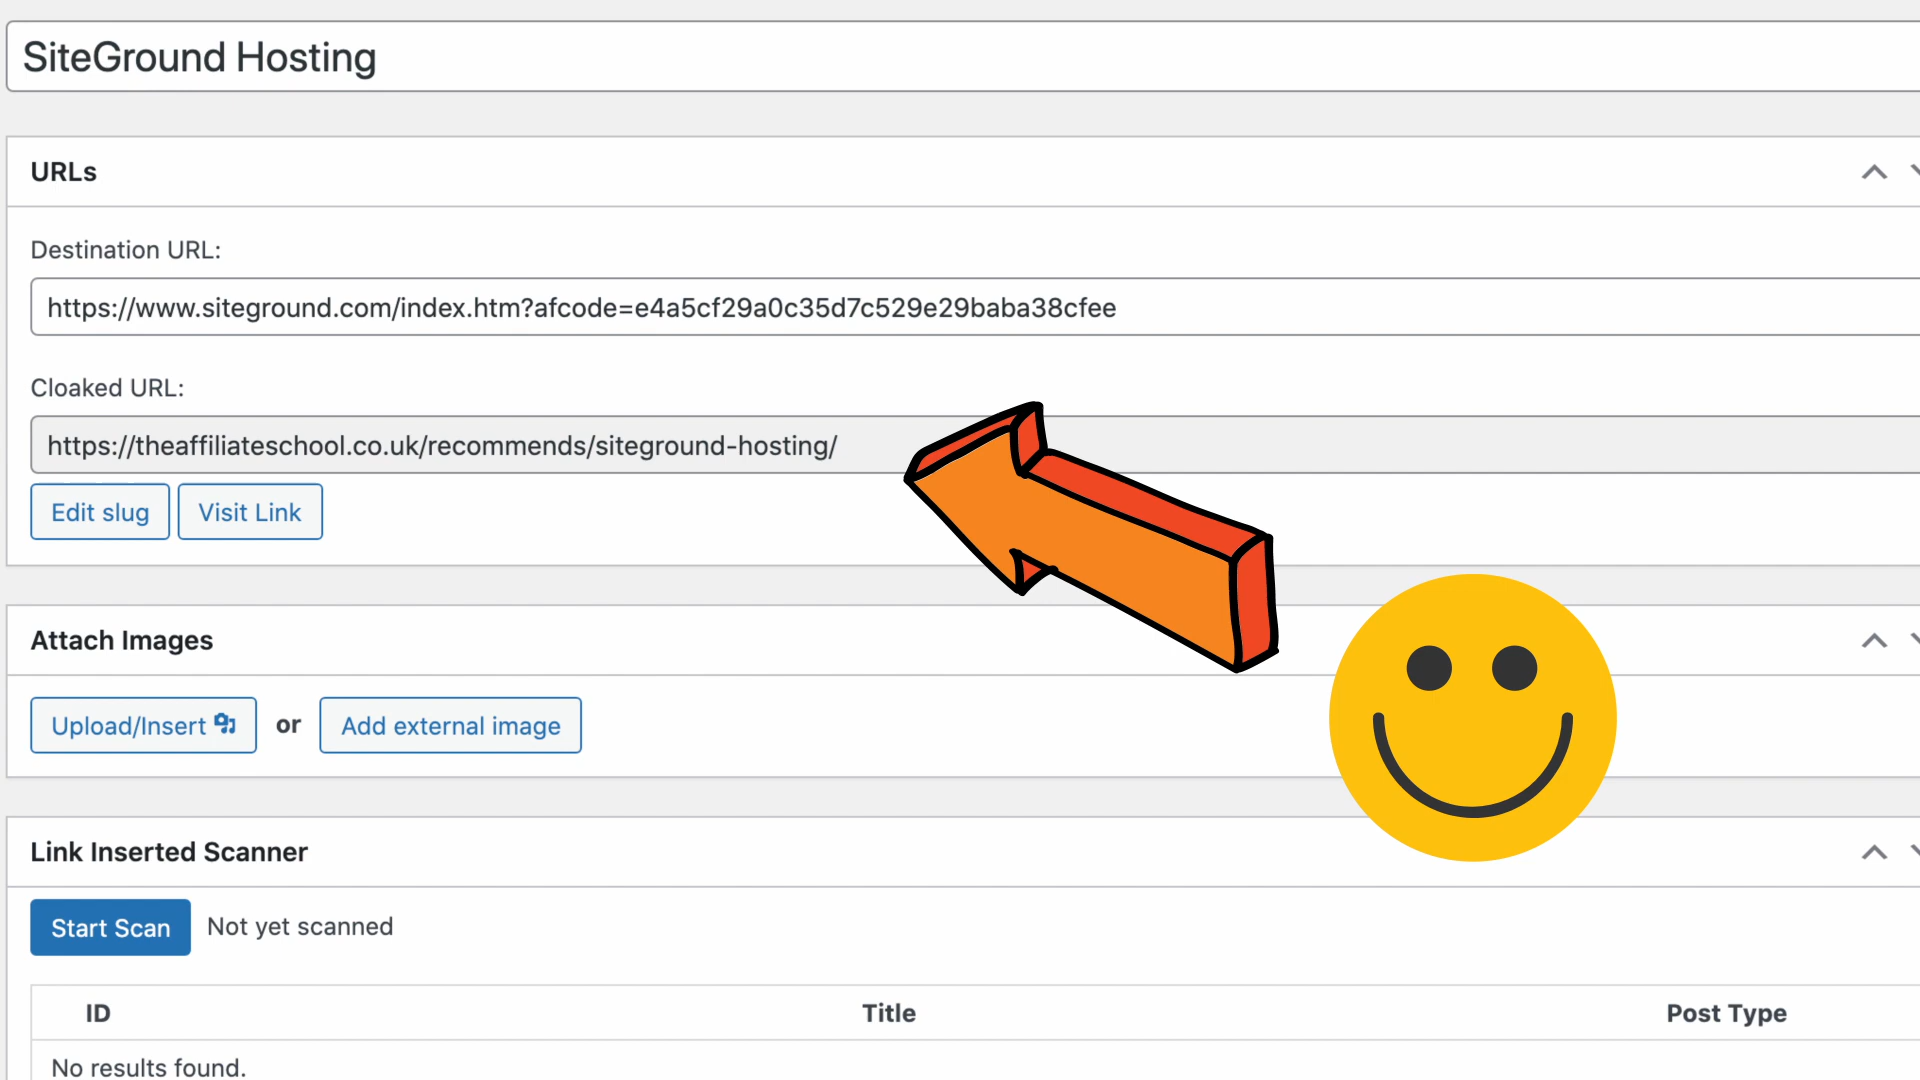 SiteGround Hosting
URLs
Destination URL:
https://www.siteground.com/index.htm?afcode=e4a5cf29a0c35d7c529e29baba38cfee
Cloaked URL:
https://theaffiliateschool.co.uk/recommends/siteground-hosting/
Edit slug Visit Link
Attach Images
Upload/Insert or Add external image
Link Inserted Scanner
Start Scan Not yet scanned
ID Title Post Type
No results found.